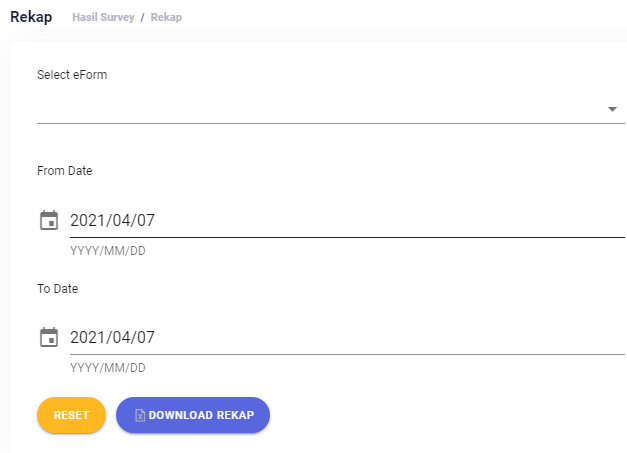 Rekap Hasil Survey / Rekap
Select eForm
From Date
2021/04/07
YYYY/MM/DD
To Date
2021/04/07
YYYY/MM/DD
RESET DOWNLOAD REKAP